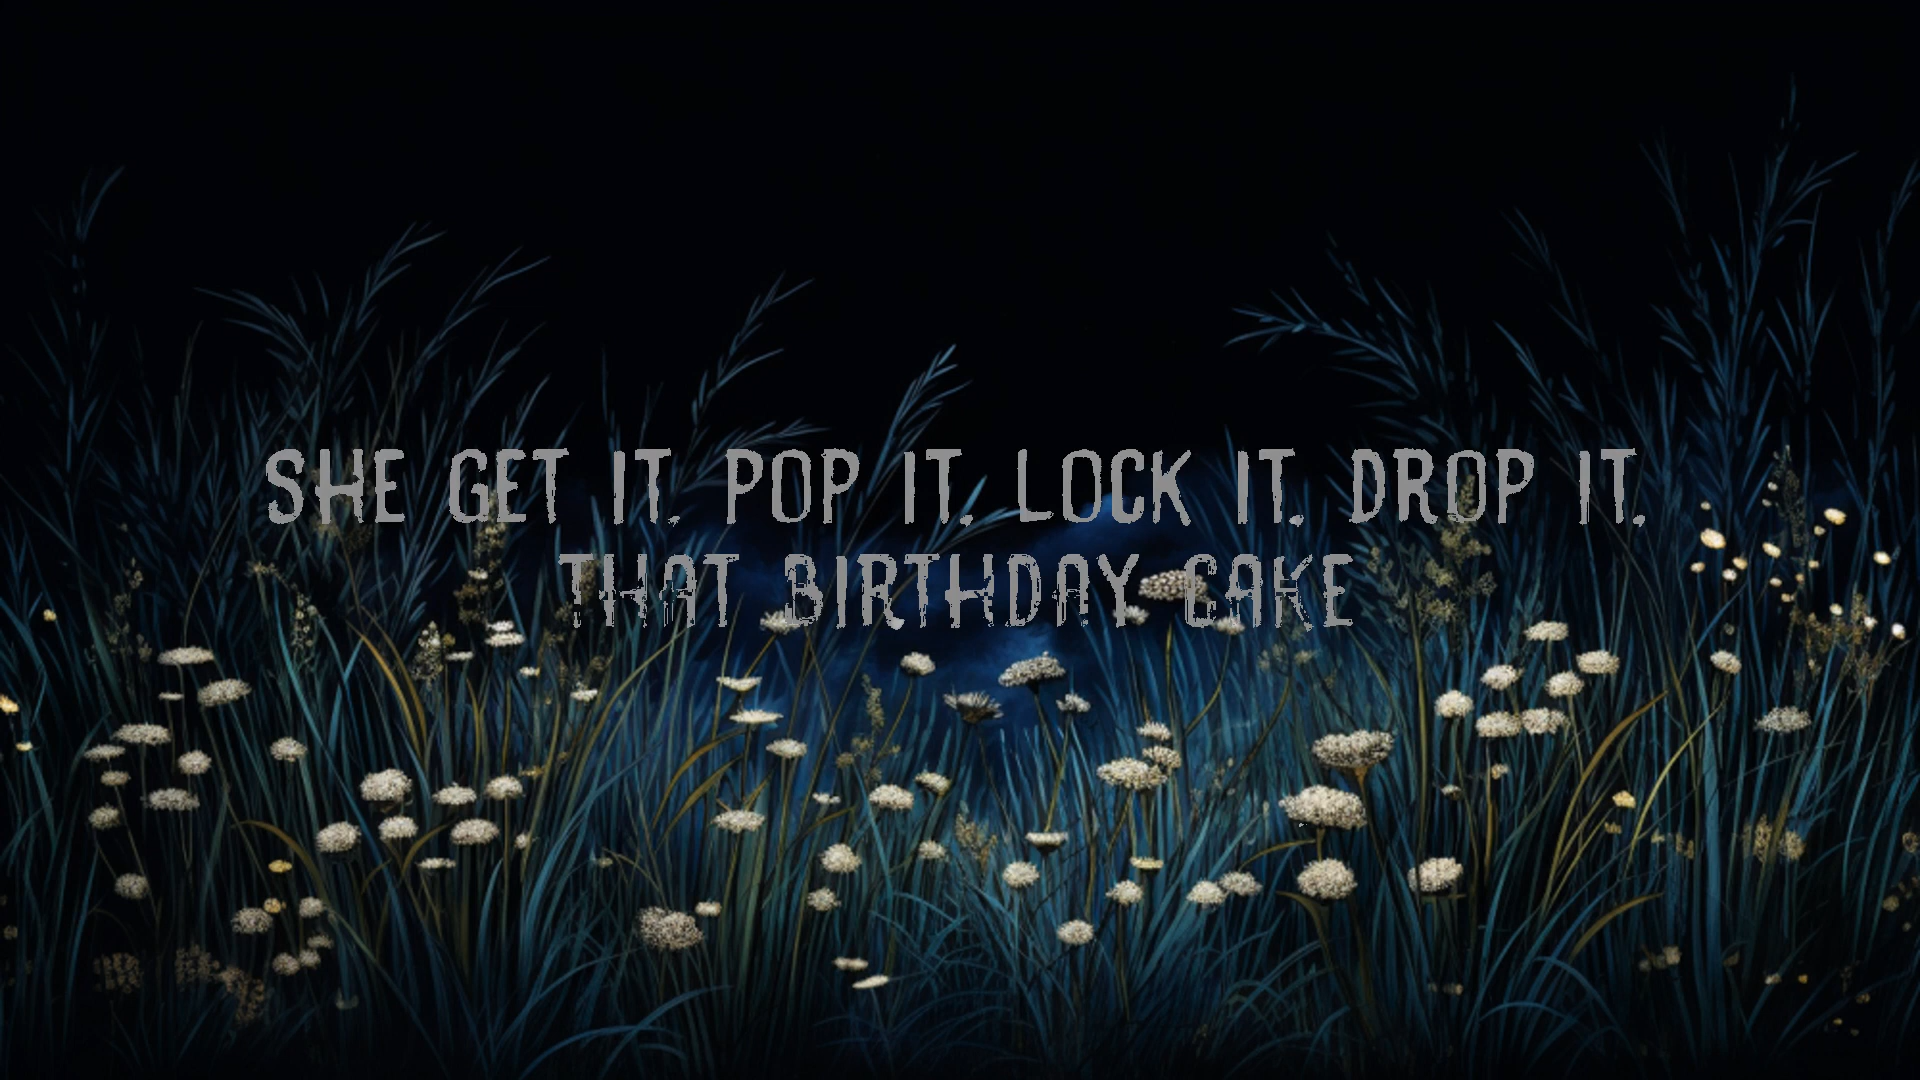 SHE GET IT. POP IT. LOCK IT. DROP IT.
THAT BIRTHDAY CAKE